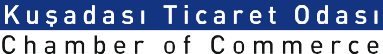 Kuşadası Ticaret Odası
Chamber of Commerce